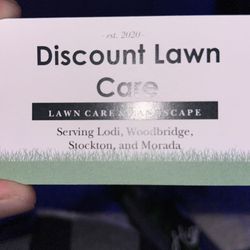 -est. 2020-
Discount Lawn
Care
LAWN CARE & LANDSCAPE
Serving Lodi, Woodbridge,
Stockton, and Morada